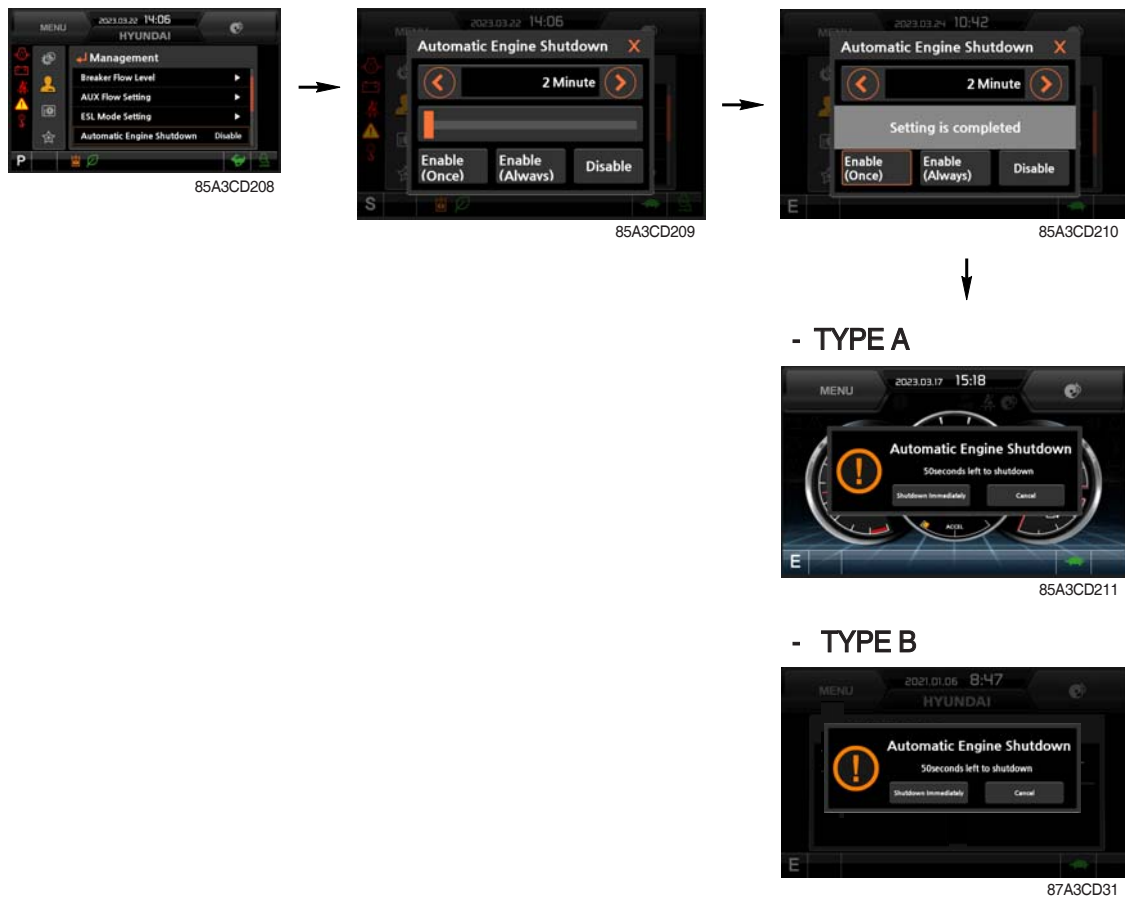 MENU
2023.03.22 14:06
HYUNDAI
Management
Breaker Flow Level
AUX Flow Setting
ESL Mode Setting
Automatic Engine Shutdown Disable
P
85A3CD208
2023.03.22 14:06
MENU
Automatic Engine Shutdown X
2 Minute
Enable (Once)
Enable (Always)
Disable
S
85A3CD209
2023.03.24 10:42
Automatic Engine Shutdown X
2 Minute
Setting is completed
Enable (Once)
Enable (Always)
Disable
E
85A3CD210
- TYPE A
MENU
2023.03.17 15:18
Automatic Engine Shutdown
50seconds left to shutdown
Shutdown Immediately Cancel
ACCEL
E
85A3CD211
- TYPE B
MENU
2021.01.06 8:47
HYUNDAI
Automatic Engine Shutdown
50seconds left to shutdown
Shutdown Immediately Cancel
E
87A3CD31